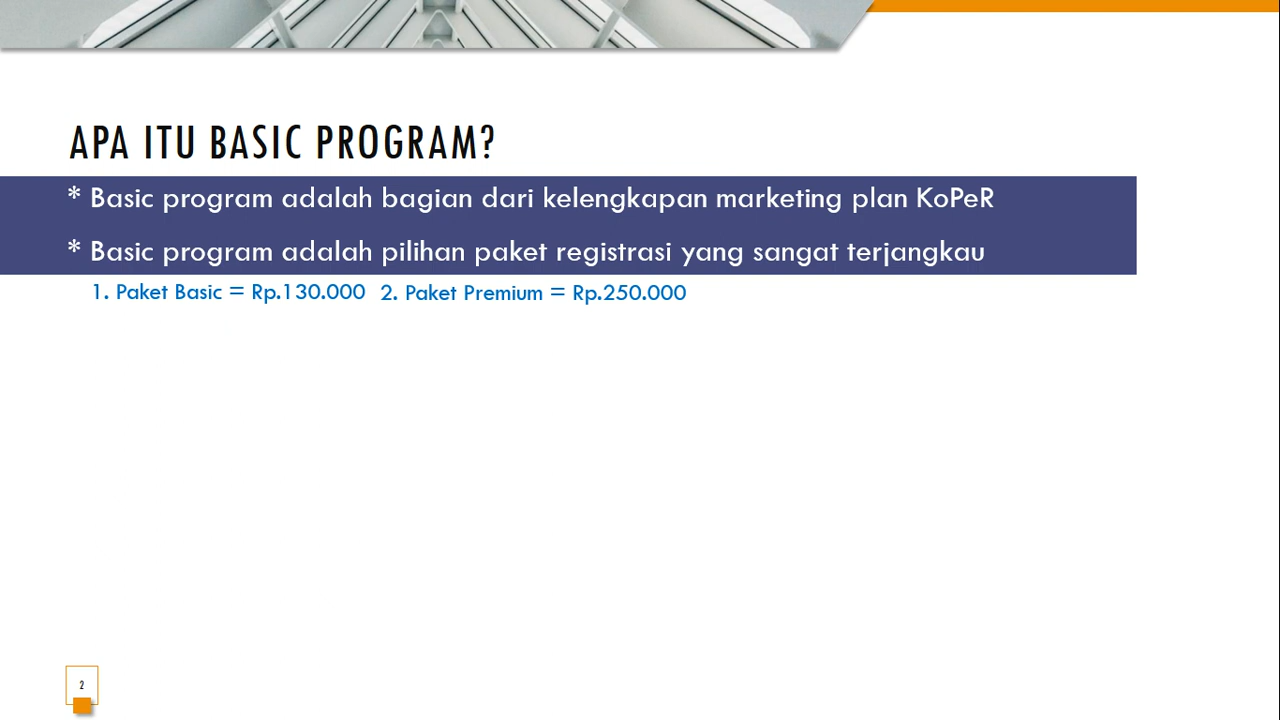 APA ITU BASIC PROGRAM?
* Basic program adalah bagian dari kelengkapan marketing plan KoPeR
* Basic program adalah pilihan paket registrasi yang sangat terjangkau
1. Paket Basic = Rp.130.000 2. Paket Premium = Rp.250.000
2